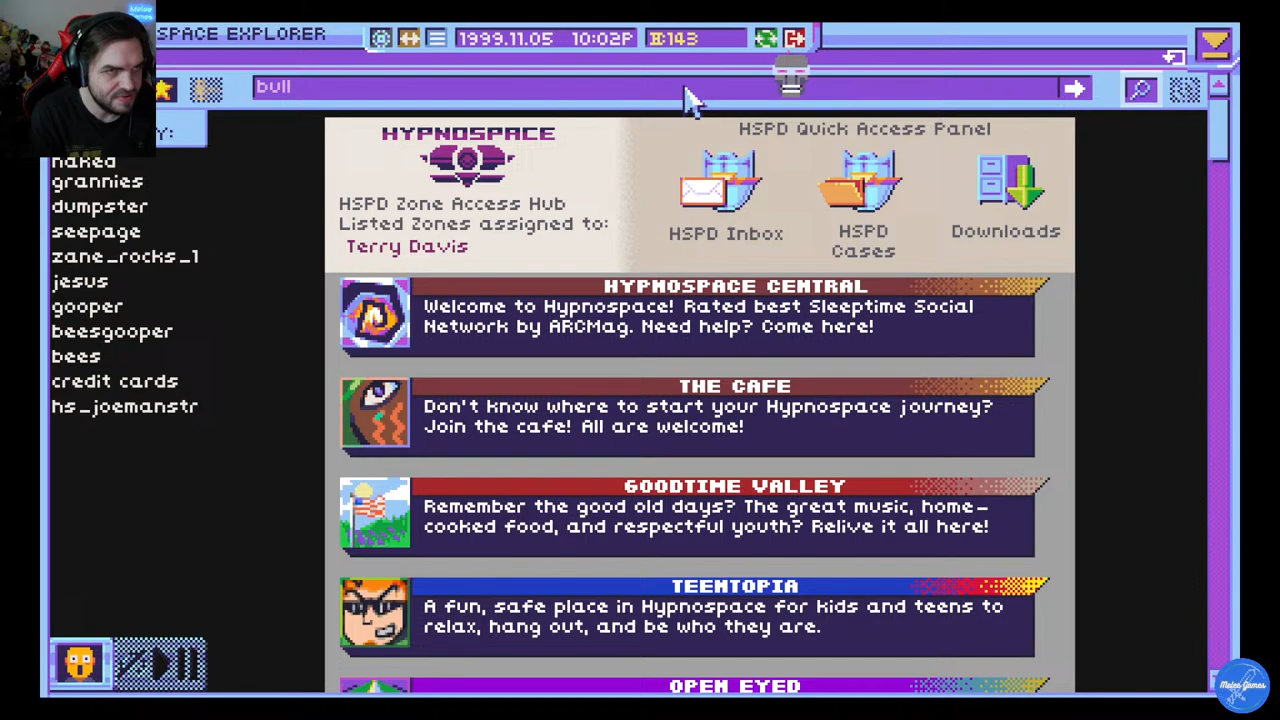 SPACE EXPLORER
1999.11.05 10:02P
143
bull
Y:
naked
grannies
dumpster
seepage
zane_rocks_1
jesus
gooper
beesgooper
bees
credit cards
hs_joemanstr
HYPNOSPACE
HSPD Zone Access Hub
Listed Zones assigned to:
Terry Davis
HSPD Quick Access Panel
HSPD Inbox
HSPD
Cases
Downloads
HYPNOSPACE CENTRAL
Welcome to Hypnospace! Rated best Sleeptime Social
Network by ARCMag. Need help? Come here!
THE CAFE
Don't know where to start your Hypnospace journey?
Join the cafe! All are welcome!
GOODTIME VALLEY
Remember the good old days? The great music, home-
cooked food, and respectful youth? Relive it all here!
TEENTOPIA
A fun, safe place in Hypnospace for kids and teens to
relax, hang out, and be who they are.
OPEN EYED
Melee Games